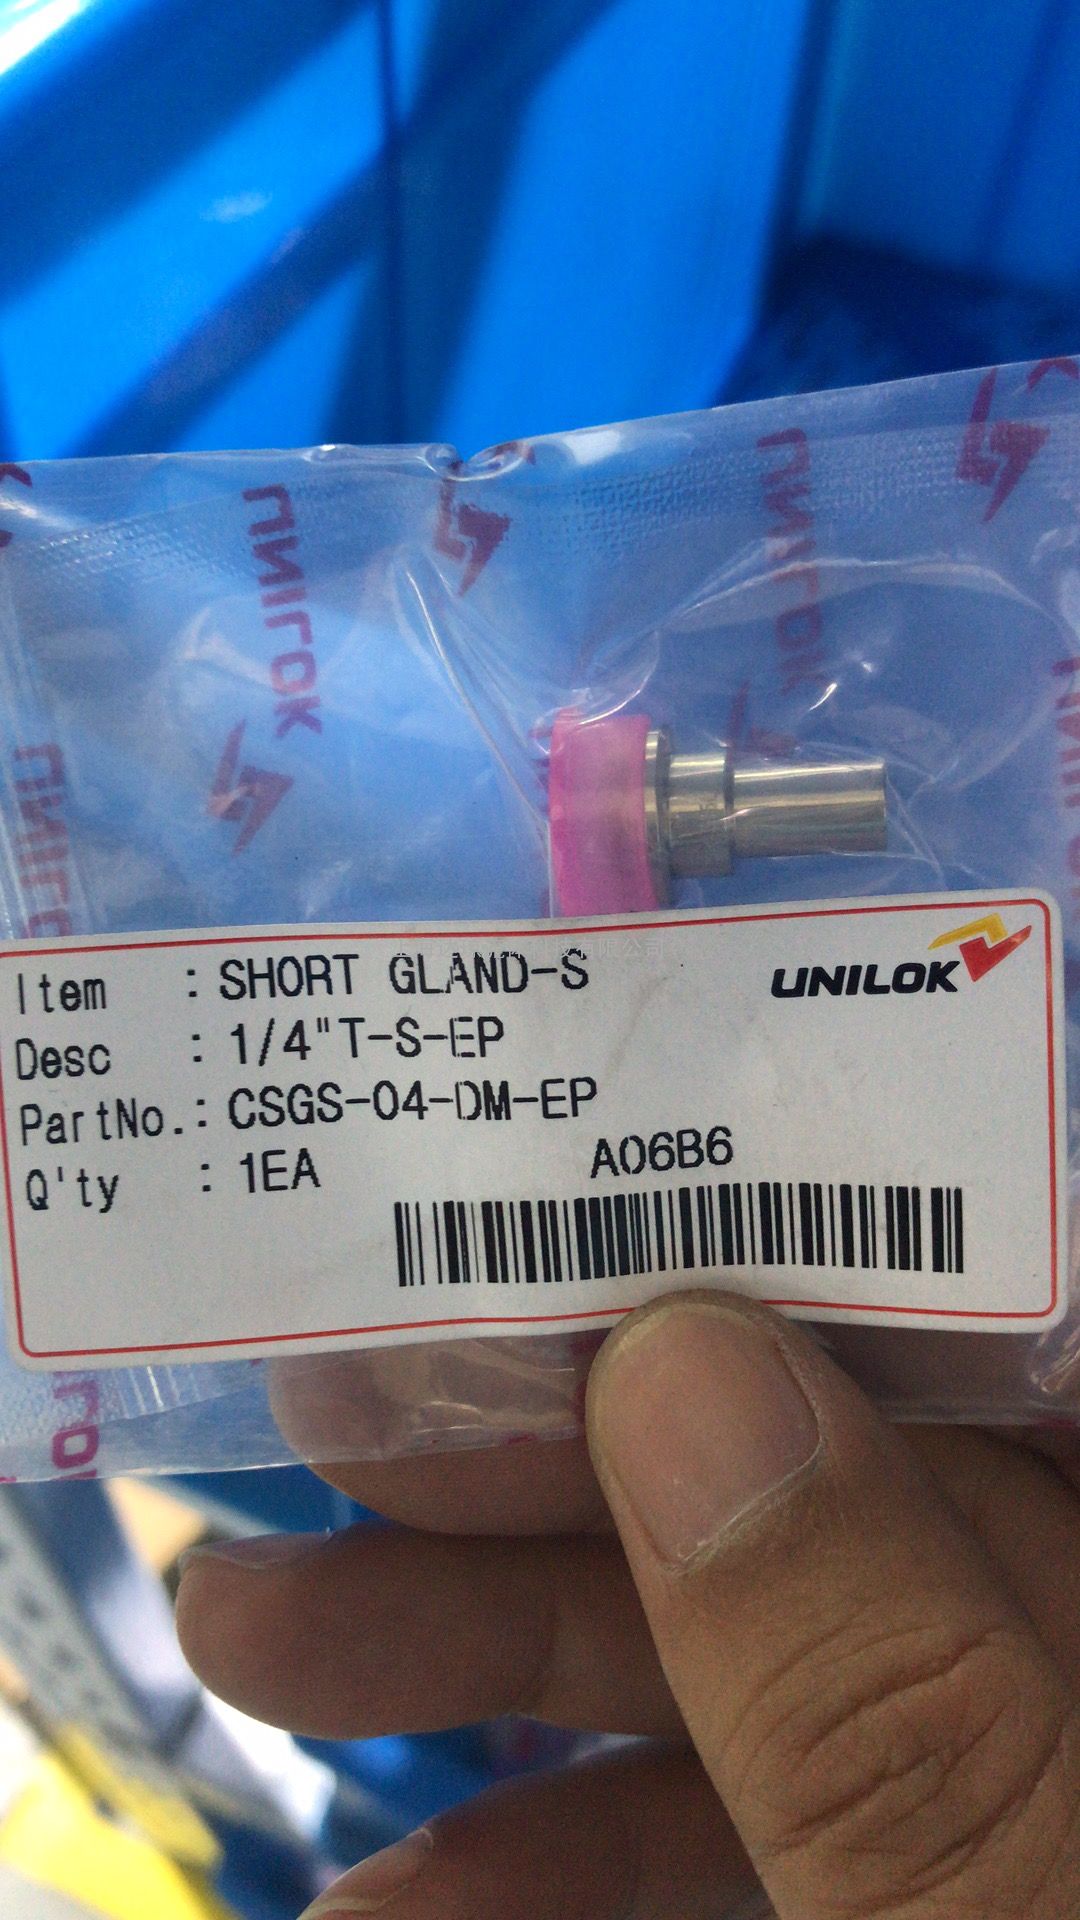 UNILOK
UNILOK
UNILOK
Item : SHORT GLAND-S
UNILOK
Desc : 1/4"T-S-EP
PartNo.: CSGS-04-DM-EP
Q'ty : 1EA
A06B6